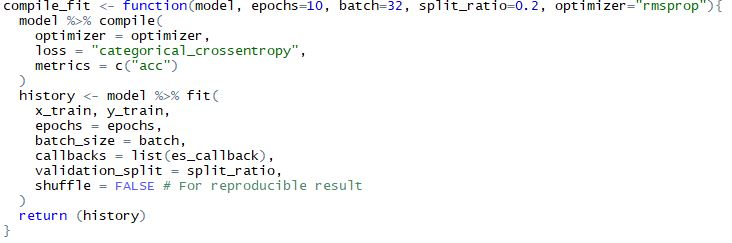 compile_fit <- function(model, epochs=10, batch=32, split_ratio=0.2, optimizer="rmsprop"){
  model %>% compile(
    optimizer = optimizer,
    loss = "categorical_crossentropy",
    metrics = c("acc")
  )
  history <- model %>% fit(
    x_train, y_train,
    epochs = epochs,
    batch_size = batch,
    callbacks = list(es_callback),
    validation_split = split_ratio,
    shuffle = FALSE # For reproducible result
  )
  return (history)
}